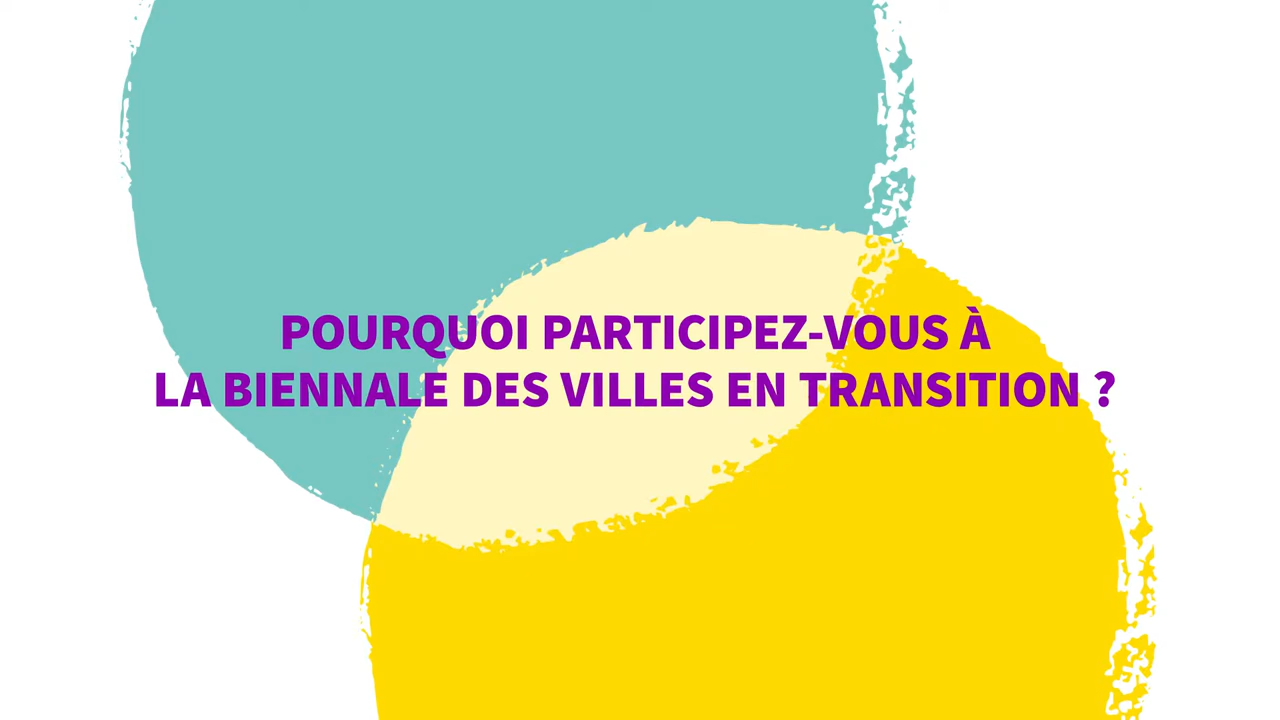 POURQUOI PARTICIPEZ-VOUS À
LA BIENNALE DES VILLES EN TRANSITION ?